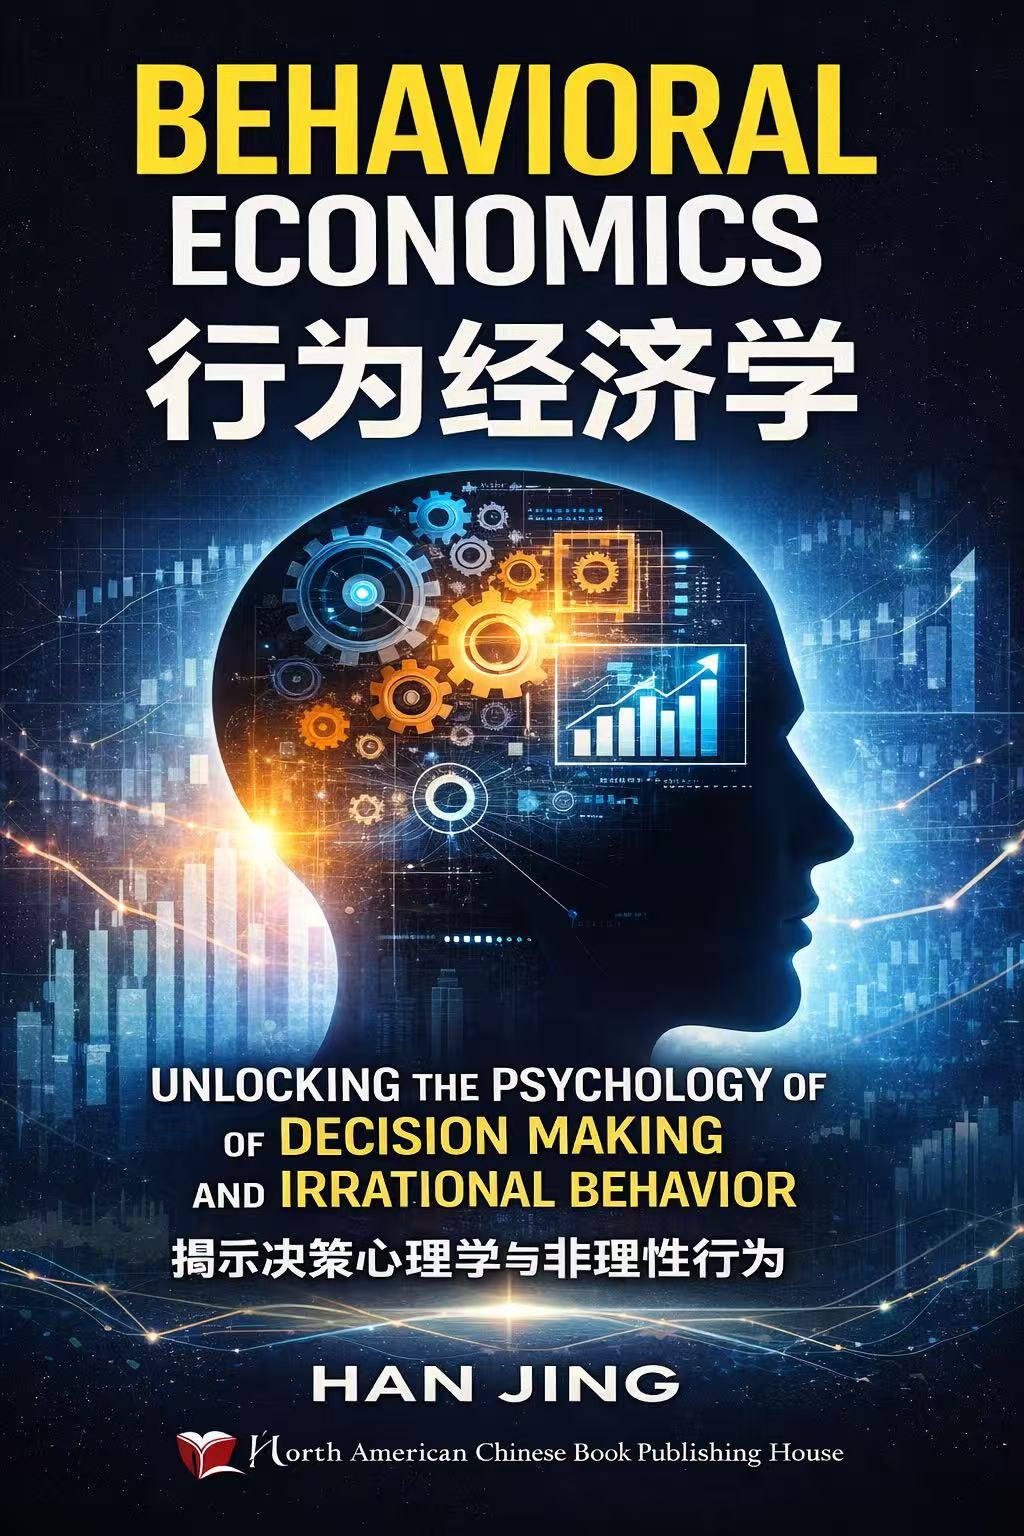 BEHAVIORAL
ECONOMICS
行为经济学
UNLOCKING THE PSYCHOLOGY OF
OF DECISION MAKING
AND IRRATIONAL BEHAVIOR
揭示决策心理学与非理性行为
HAN JING
North American Chinese Book Publishing House